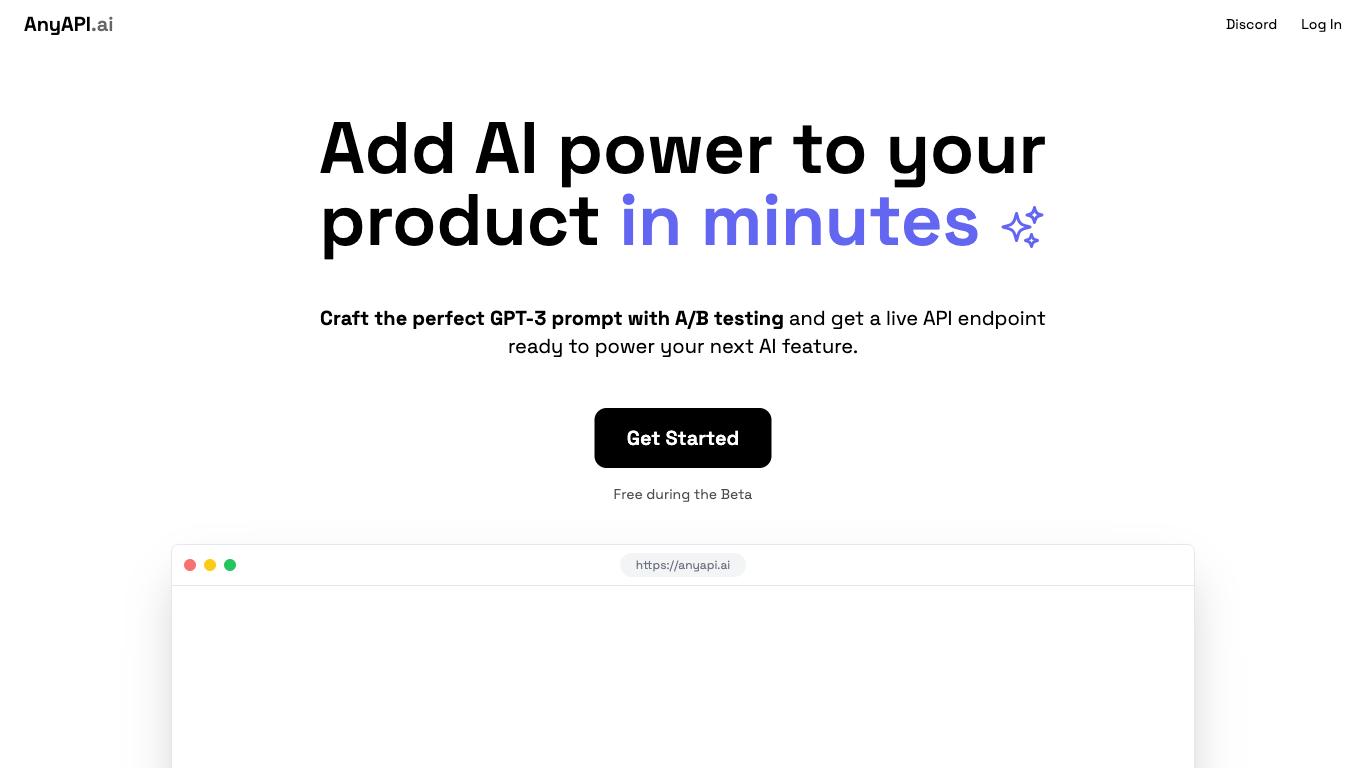 AnyAPI.ai
Discord
Log In
Add AI power to your
product in minutes
Craft the perfect GPT-3 prompt with A/B testing and get a live API endpoint
ready to power your next AI feature.
Get Started
Free during the Beta
https://anyapi.ai